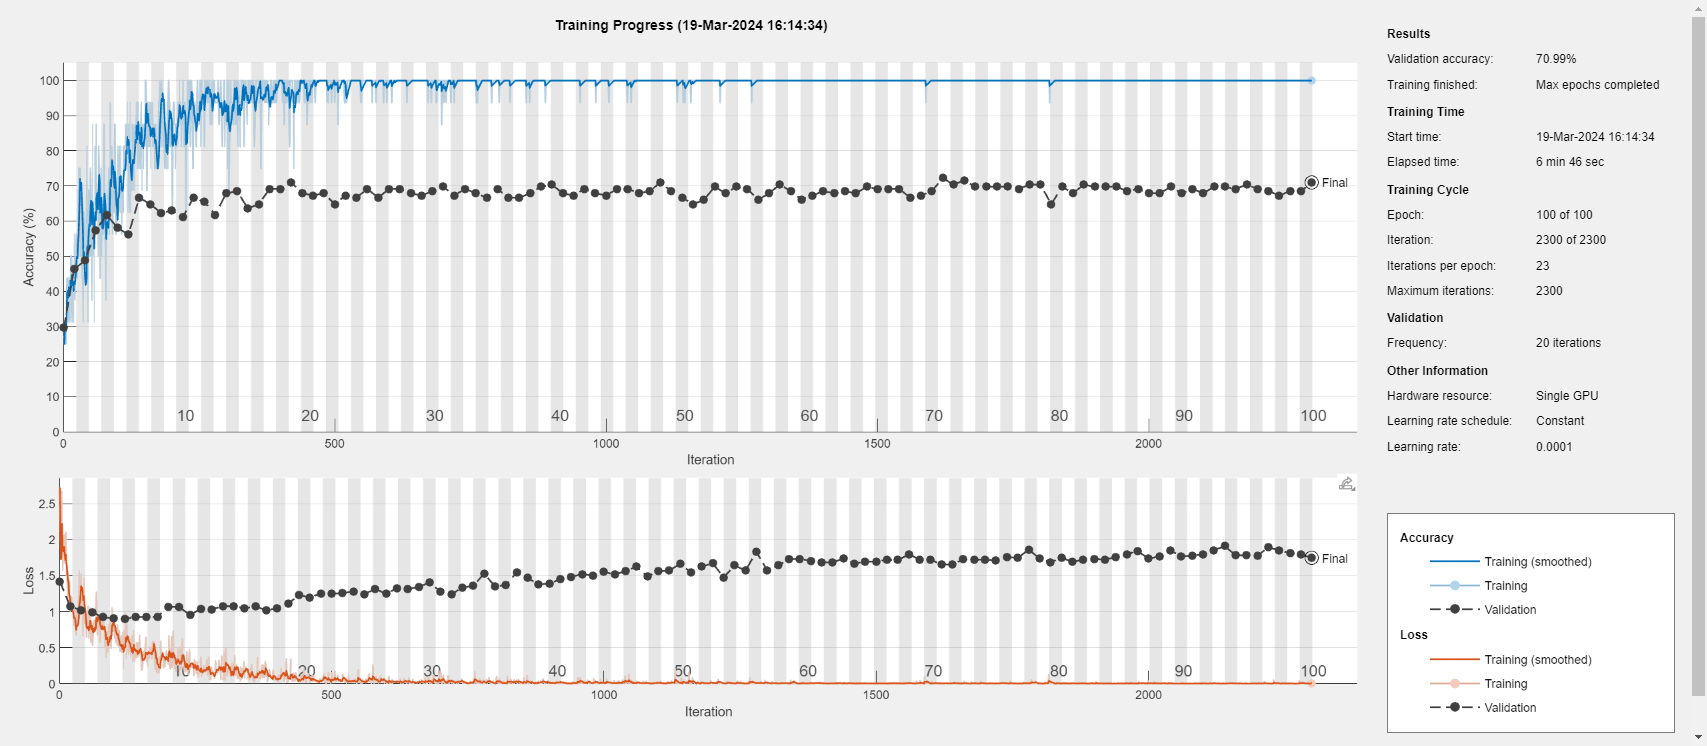 Training Progress (19-Mar-2024 16:14:34)
Accuracy (%)
100
90
80
70
60
50
40
30
20
10
0
Final
10 20 30 40 50 60 70 80 90 100
0 500 1000 1500 2000
Iteration
Loss
2.5
2
1.5
1
0.5
0
Final
10 20 30 40 50 60 70 80 90 100
0 500 1000 1500 2000
Iteration
Results
Validation accuracy: 70.99%
Training finished: Max epochs completed
Training Time
Start time: 19-Mar-2024 16:14:34
Elapsed time: 6 min 46 sec
Training Cycle
Epoch: 100 of 100
Iteration: 2300 of 2300
Iterations per epoch: 23
Maximum iterations: 2300
Validation
Frequency: 20 iterations
Other Information
Hardware resource: Single GPU
Learning rate schedule: Constant
Learning rate: 0.0001
Accuracy
Training (smoothed)
Training
Validation
Loss
Training (smoothed)
Training
Validation